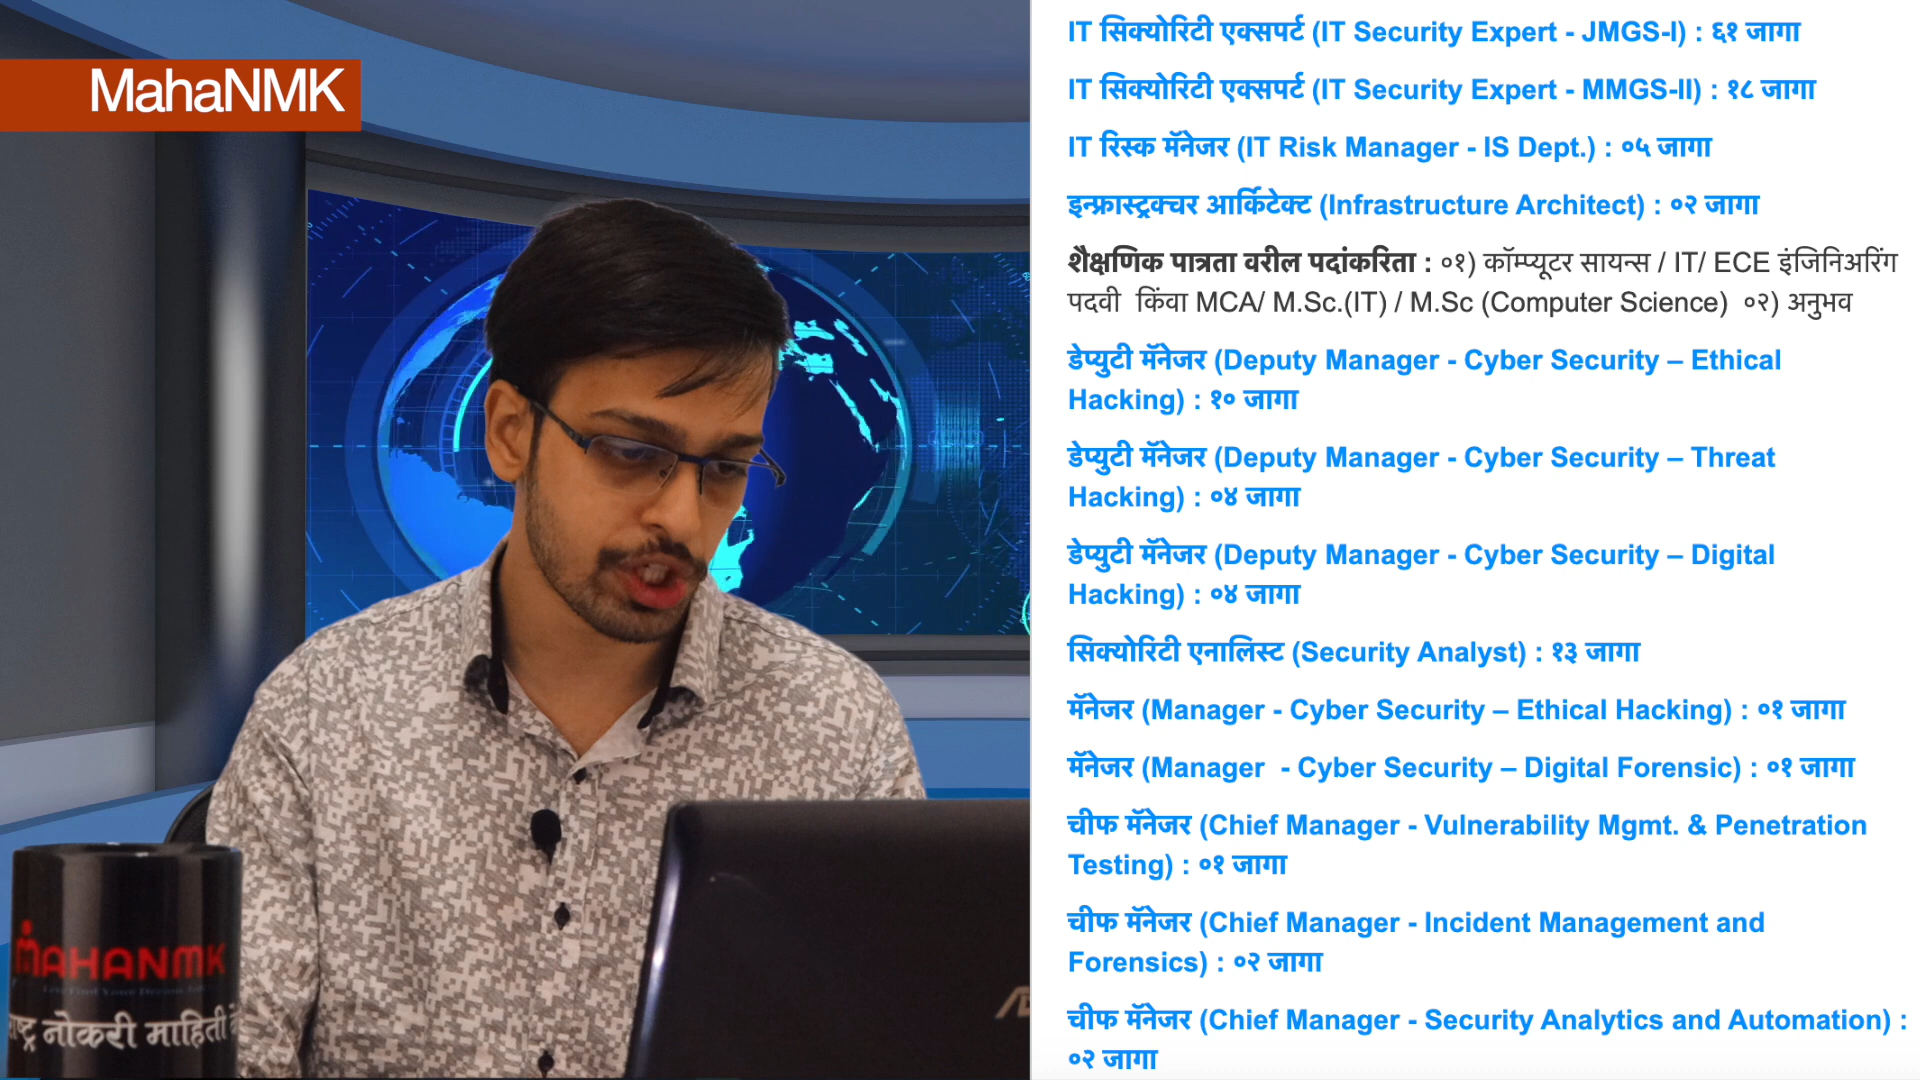 MahaNMK
MAHANMK
नोकरी माहिती
IT सिक्योरिटी एक्सपर्ट (IT Security Expert - JMGS-I) : ६१ जागा
IT सिक्योरिटी एक्सपर्ट (IT Security Expert - MMGS-II) : १८ जागा
IT रिस्क मॅनेजर (IT Risk Manager - IS Dept.) : ०५ जागा
इन्फ्रास्ट्रक्चर आर्किटेक्ट (Infrastructure Architect) : ०२ जागा
शैक्षणिक पात्रता वरील पदांकरिता : ०१) कॉम्प्यूटर सायन्स / IT/ ECE इंजिनिअरिंग
पदवी किंवा MCA/ M.Sc.(IT) / M.Sc (Computer Science) ०२) अनुभव
डेप्युटी मॅनेजर (Deputy Manager - Cyber Security – Ethical
Hacking) : १० जागा
डेप्युटी मॅनेजर (Deputy Manager - Cyber Security – Threat
Hacking) : ०४ जागा
डेप्युटी मॅनेजर (Deputy Manager - Cyber Security – Digital
Hacking) : ०४ जागा
सिक्योरिटी एनालिस्ट (Security Analyst) : १३ जागा
मॅनेजर (Manager - Cyber Security – Ethical Hacking) : ०१ जागा
मॅनेजर (Manager - Cyber Security – Digital Forensic) : ०१ जागा
चीफ मॅनेजर (Chief Manager - Vulnerability Mgmt. & Penetration
Testing) : ०१ जागा
चीफ मॅनेजर (Chief Manager - Incident Management and
Forensics) : ०२ जागा
चीफ मॅनेजर (Chief Manager - Security Analytics and Automation) :
०२ जागा